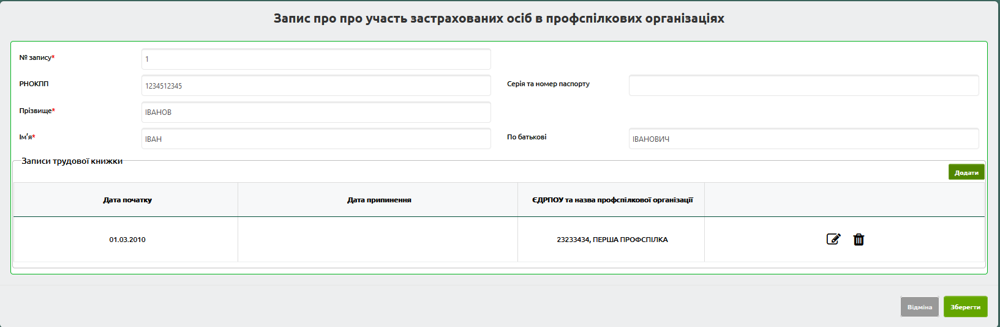 Запис про про участь застрахованих осіб в профспілкових організаціях
№ запису*
1
РНОКПП
1234512345
Серія та номер паспорту
Прізвище*
ІВАНОВ
Ім'я*
ІВАН
По батькові
ІВАНОВИЧ
Записи трудової книжки
Додати
Дата початку
Дата припинення
ЄДРПОУ та назва профспілкової організації
01.03.2010
23233434, ПЕРША ПРОФСПІЛКА
Відміна
Зберегти